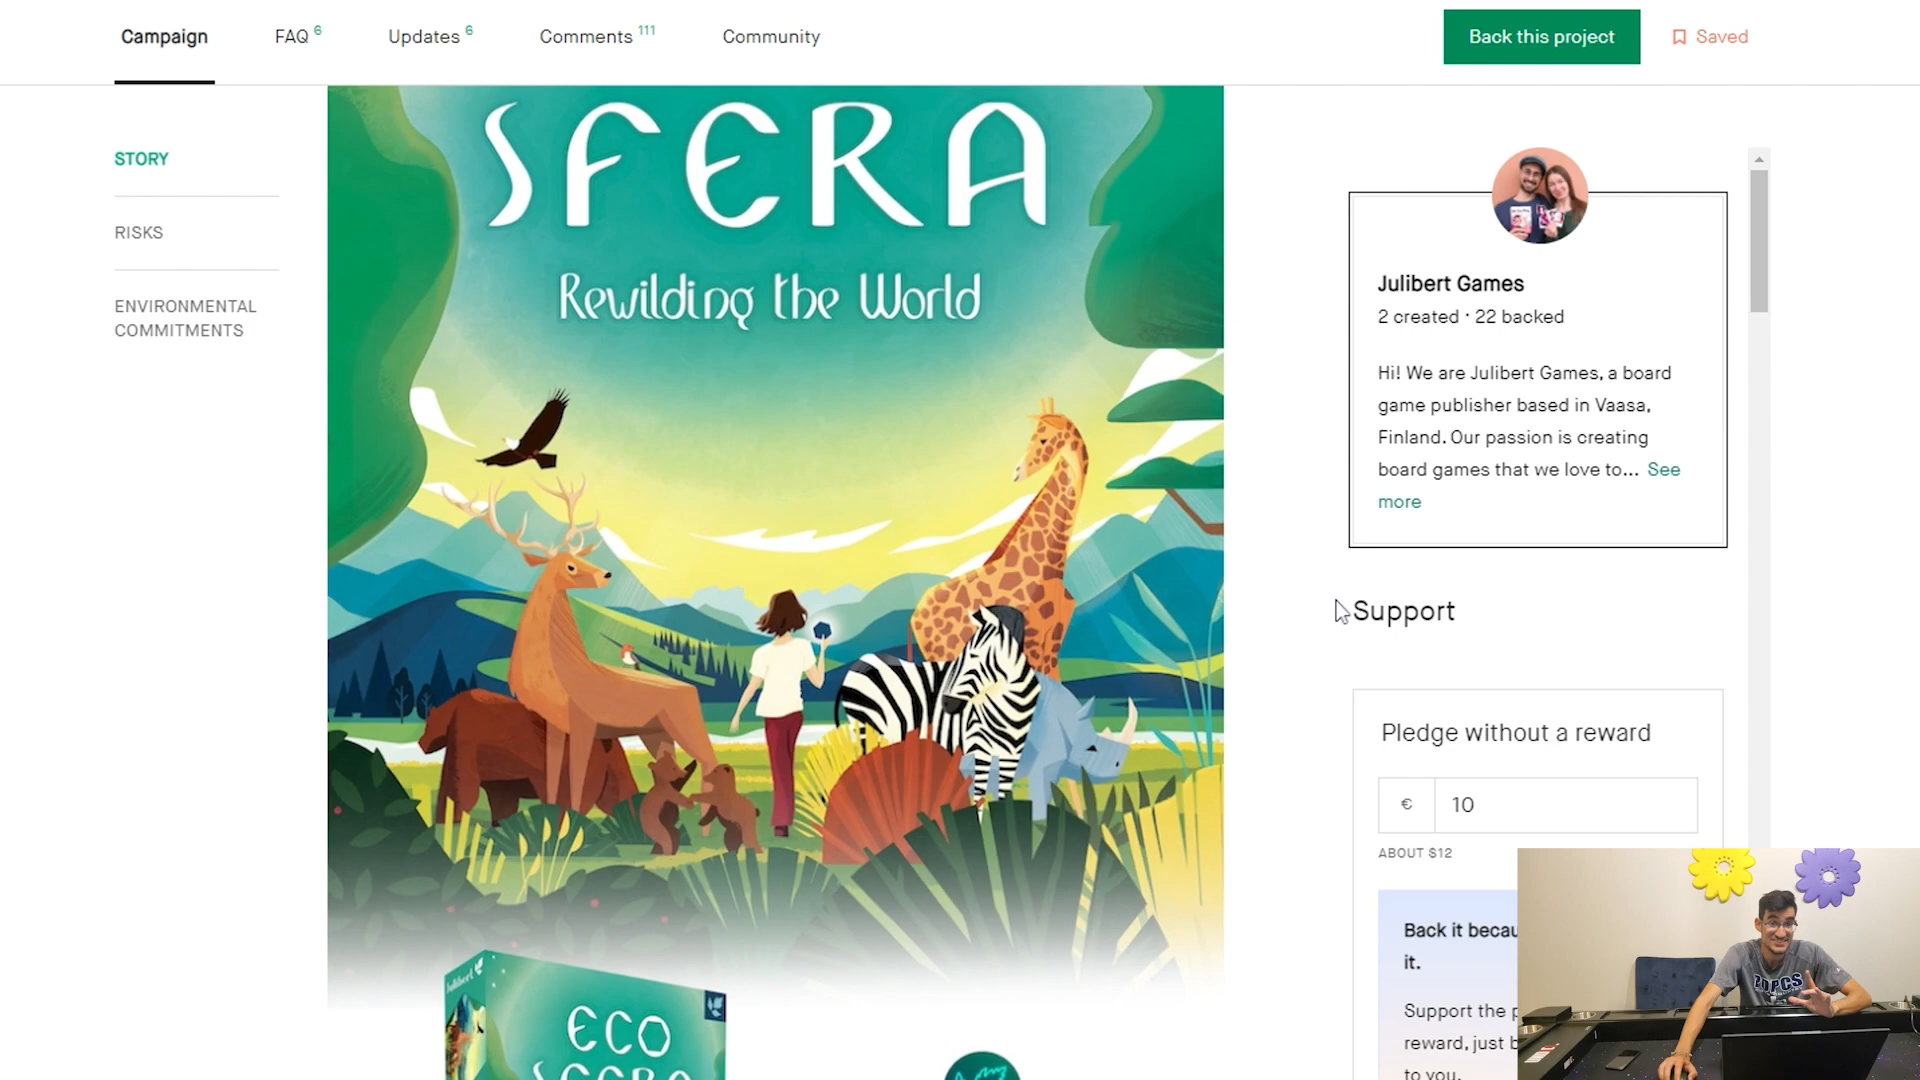 Campaign
FAQ 6
Updates 6
Comments 111
Community
Back this project
Saved
STORY
RISKS
ENVIRONMENTAL
COMMITMENTS
SFERA
Rewilding the World
Julibert Games
2 created · 22 backed
Hi! We are Julibert Games, a board
game publisher based in Vaasa,
Finland. Our passion is creating
board games that we love to... See
more
Support
Pledge without a reward
€ 10
ABOUT $12
Back it becau
it.
Support the p
reward, just b
to you.
Julibert
ECO
SFERA